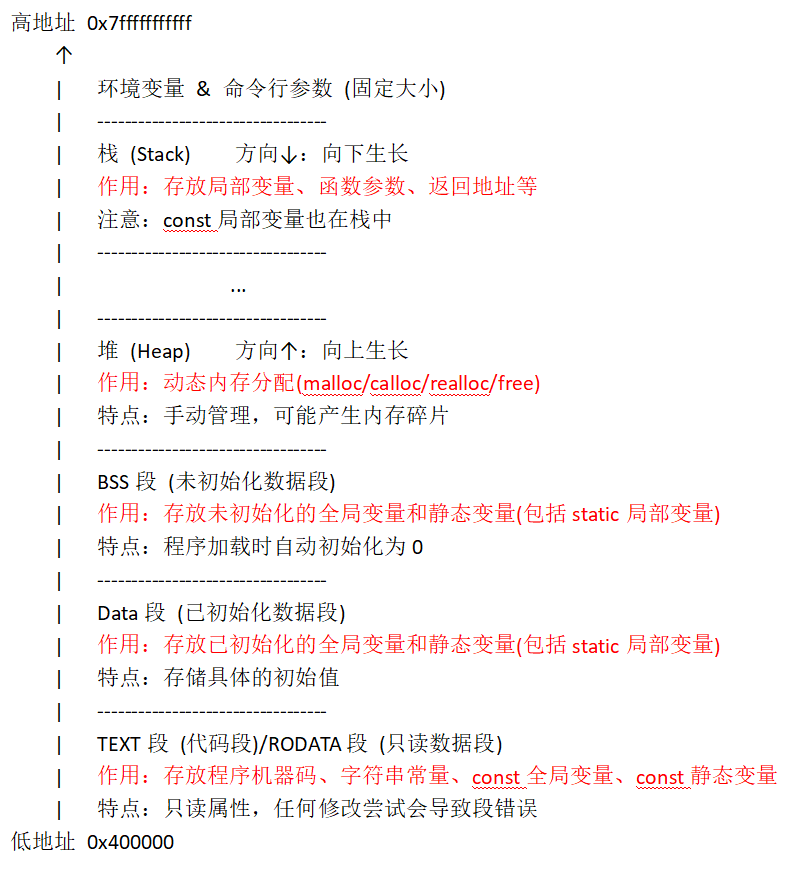 高地址 0x7fffffffffff
↑
| 环境变量 & 命令行参数 (固定大小)
| ----------------------------------
| 栈 (Stack) 方向↓：向下生长
| 作用：存放局部变量、函数参数、返回地址等
| 注意：const 局部变量也在栈中
| ----------------------------------
| ...
| ----------------------------------
| 堆 (Heap) 方向↑：向上生长
| 作用：动态内存分配(malloc/calloc/realloc/free)
| 特点：手动管理，可能产生内存碎片
| ----------------------------------
| BSS 段 (未初始化数据段)
| 作用：存放未初始化的全局变量和静态变量(包括 static 局部变量)
| 特点：程序加载时自动初始化为 0
| ----------------------------------
| Data 段 (已初始化数据段)
| 作用：存放已初始化的全局变量和静态变量(包括 static 局部变量)
| 特点：存储具体的初始值
| ----------------------------------
| TEXT 段 (代码段)/RODATA 段 (只读数据段)
| 作用：存放程序机器码、字符串常量、const 全局变量、const 静态变量
| 特点：只读属性，任何修改尝试会导致段错误
低地址 0x400000